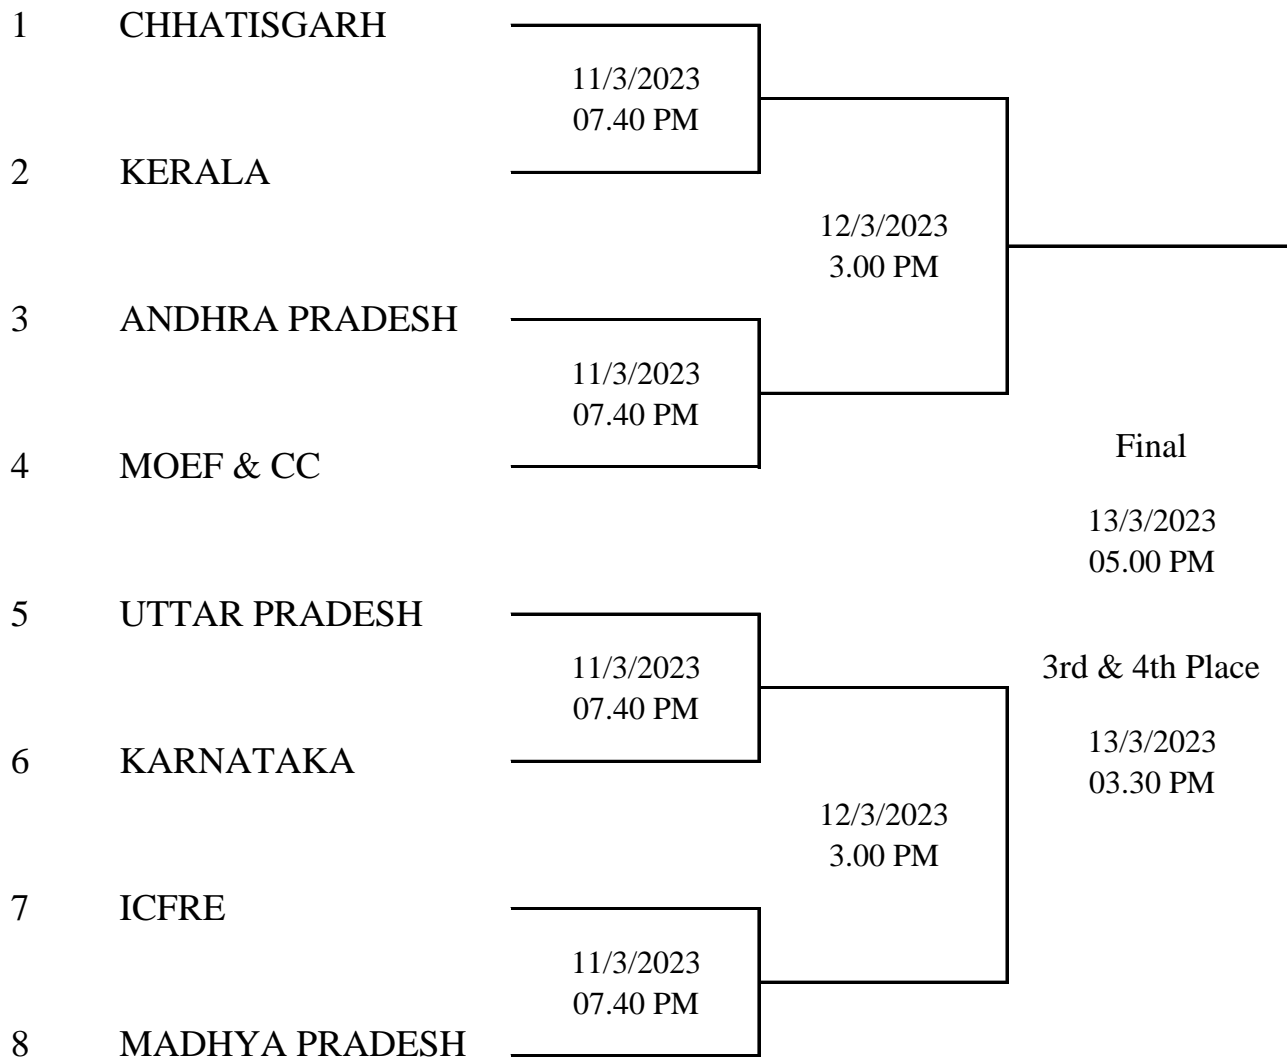 1 CHHATISGARH
11/3/2023
07.40 PM
2 KERALA
12/3/2023
3.00 PM
3 ANDHRA PRADESH
11/3/2023
07.40 PM
4 MOEF & CC
Final
13/3/2023
05.00 PM
5 UTTAR PRADESH
11/3/2023
07.40 PM
3rd & 4th Place
13/3/2023
03.30 PM
6 KARNATAKA
12/3/2023
3.00 PM
7 ICFRE
11/3/2023
07.40 PM
8 MADHYA PRADESH